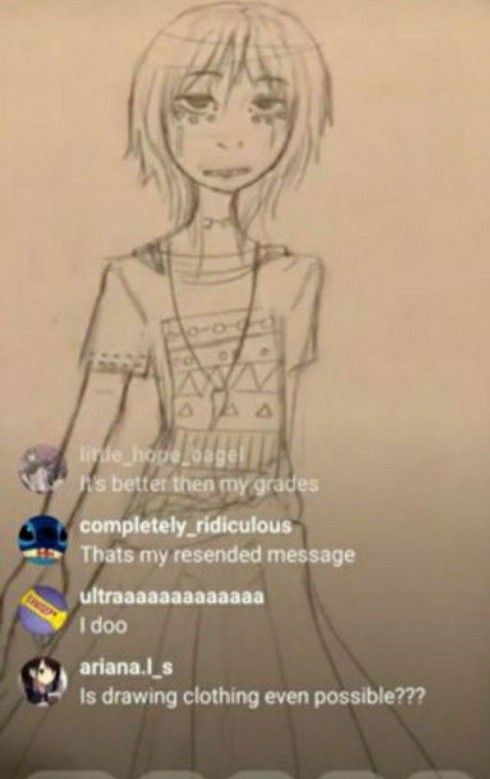 little_hope_bagel
It's better then my grades
completely_ridiculous
Thats my resended message
ultraaaaaaaaaaaaa
I doo
ariana.l_s
Is drawing clothing even possible???